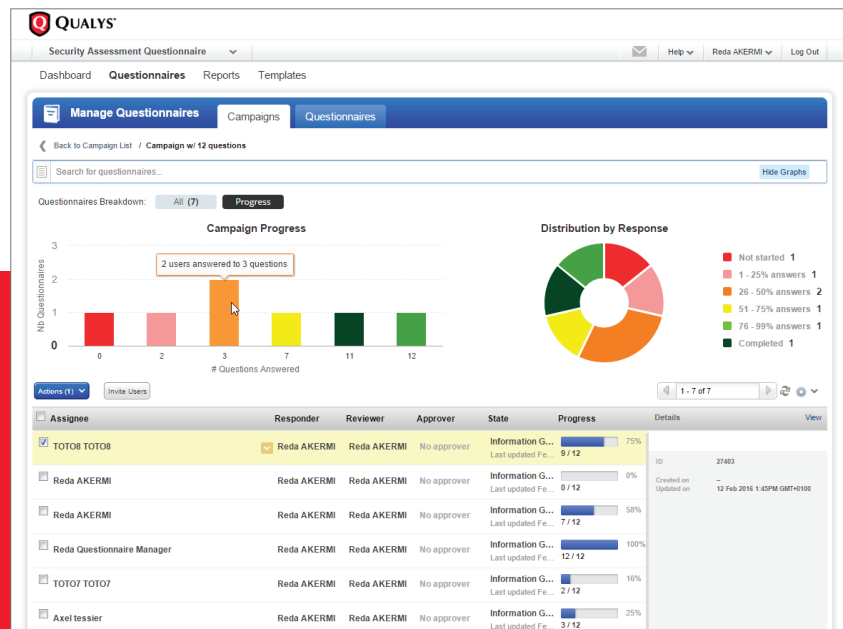 QUALYS®
Security Assessment Questionnaire
Help
Reda AKERMI
Log Out
Dashboard Questionnaires Reports Templates
Manage Questionnaires
Campaigns
Questionnaires
Back to Campaign List / Campaign w/ 12 questions
Search for questionnaires...
Hide Graphs
Questionnaires Breakdown:
All (7)
Progress
Campaign Progress
3
2
1
0
Nb Questionnaires
2 users answered to 3 questions
0 2 3 7 11 12
# Questions Answered
Distribution by Response
Not started 1
1 - 25% answers 1
26 - 50% answers 2
51 - 75% answers 1
76 - 99% answers 1
Completed 1
Actions (1)
Invite Users
1 - 7 of 7
Assignee Responder Reviewer Approver State Progress
TOTO8 TOTO8 Reda AKERMI Reda AKERMI No approver Information G... 75%
Last updated Fe... 9 / 12
Reda AKERMI Reda AKERMI Reda AKERMI No approver Information G... 0%
Last updated Fe... 0 / 12
Reda AKERMI Reda AKERMI Reda AKERMI No approver Information G... 58%
Last updated Fe... 7 / 12
Reda Questionnaire Manager Reda AKERMI Reda AKERMI No approver Information G... 100%
Last updated Fe... 12 / 12
TOTO7 TOTO7 Reda AKERMI Reda AKERMI No approver Information G... 16%
Last updated Fe... 2 / 12
Axel tessier Reda AKERMI Reda AKERMI No approver Information G... 25%
Last updated Fe... 3 / 12
Details View
ID 27403
Created on –
Updated on 12 Feb 2016 1:45PM GMT+0100